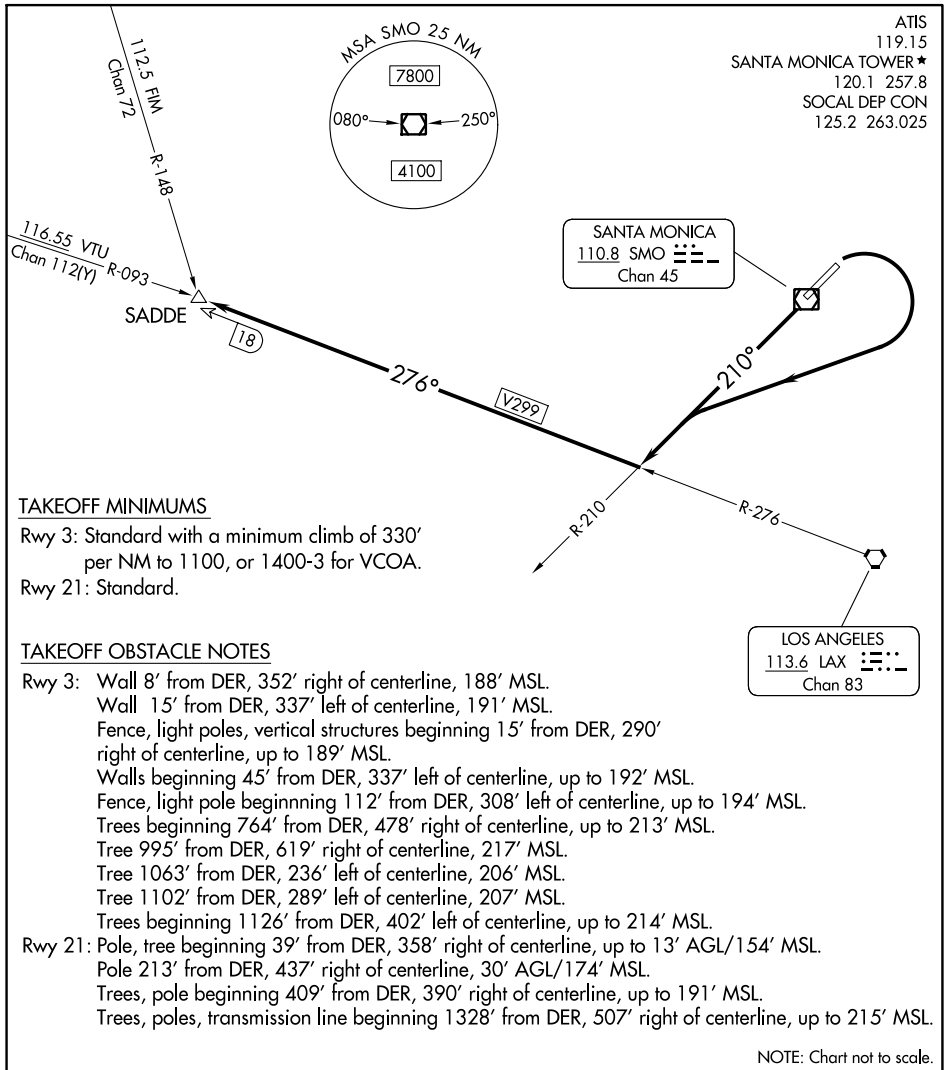 ATIS
119.15
SANTA MONICA TOWER ★
120.1 257.8
SOCAL DEP CON
125.2 263.025
MSA SMO 25 NM
7800
080° 250°
4100
112.5 FIM
Chan 72
R-148
116.55 VTU
Chan 112(Y)
R-093
SADDE
18
276°
V299
SANTA MONICA
110.8 SMO
Chan 45
210°
R-210
R-276
LOS ANGELES
113.6 LAX
Chan 83
TAKEOFF MINIMUMS
Rwy 3: Standard with a minimum climb of 330’
per NM to 1100, or 1400-3 for VCOA.
Rwy 21: Standard.
TAKEOFF OBSTACLE NOTES
Rwy 3: Wall 8’ from DER, 352’ right of centerline, 188’ MSL.
Wall 15’ from DER, 337’ left of centerline, 191’ MSL.
Fence, light poles, vertical structures beginning 15’ from DER, 290’
right of centerline, up to 189’ MSL.
Walls beginning 45’ from DER, 337’ left of centerline, up to 192’ MSL.
Fence, light pole beginnning 112’ from DER, 308’ left of centerline, up to 194’ MSL.
Trees beginning 764’ from DER, 478’ right of centerline, up to 213’ MSL.
Tree 995’ from DER, 619’ right of centerline, 217’ MSL.
Tree 1063’ from DER, 236’ left of centerline, 206’ MSL.
Tree 1102’ from DER, 289’ left of centerline, 207’ MSL.
Trees beginning 1126’ from DER, 402’ left of centerline, up to 214’ MSL.
Rwy 21: Pole, tree beginning 39’ from DER, 358’ right of centerline, up to 13’ AGL/154’ MSL.
Pole 213’ from DER, 437’ right of centerline, 30’ AGL/174’ MSL.
Trees, pole beginning 409’ from DER, 390’ right of centerline, up to 191’ MSL.
Trees, poles, transmission line beginning 1328’ from DER, 507’ right of centerline, up to 215’ MSL.
NOTE: Chart not to scale.